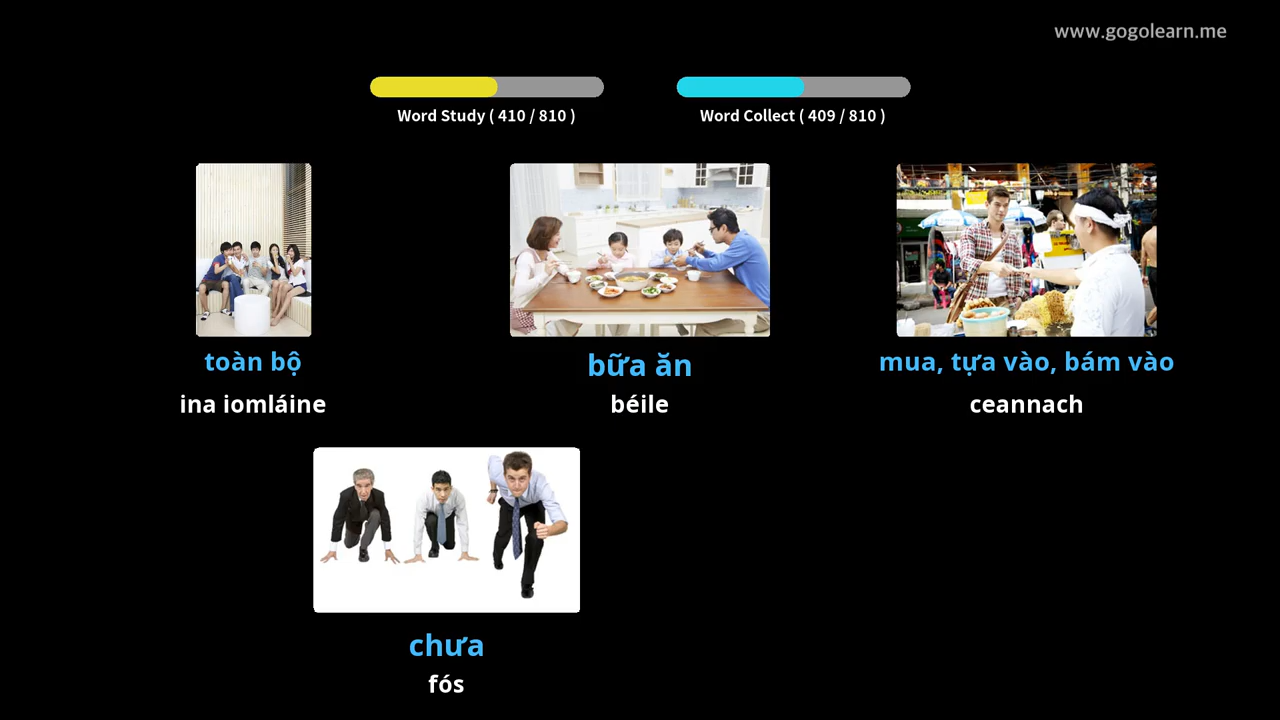 www.gogolearn.me
Word Study ( 410 / 810 )
Word Collect ( 409 / 810 )
toàn bộ
ina iomláine
bữa ăn
béile
mua, tựa vào, bám vào
ceannach
chưa
fós